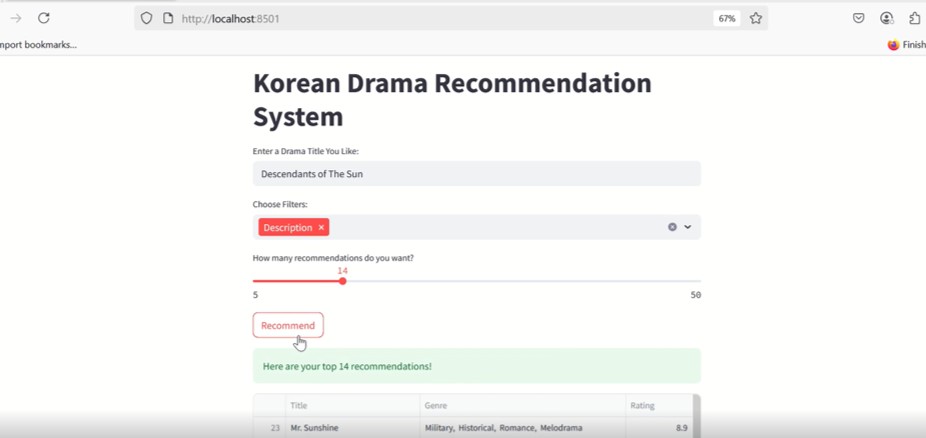 http://localhost:8501
67%
import bookmarks...
Finish
Korean Drama Recommendation
System
Enter a Drama Title You Like:
Descendants of The Sun
Choose Filters:
Description ×
How many recommendations do you want?
14
5 50
Recommend
Here are your top 14 recommendations!
Title Genre Rating
23 Mr. Sunshine Military, Historical, Romance, Melodrama 8.9